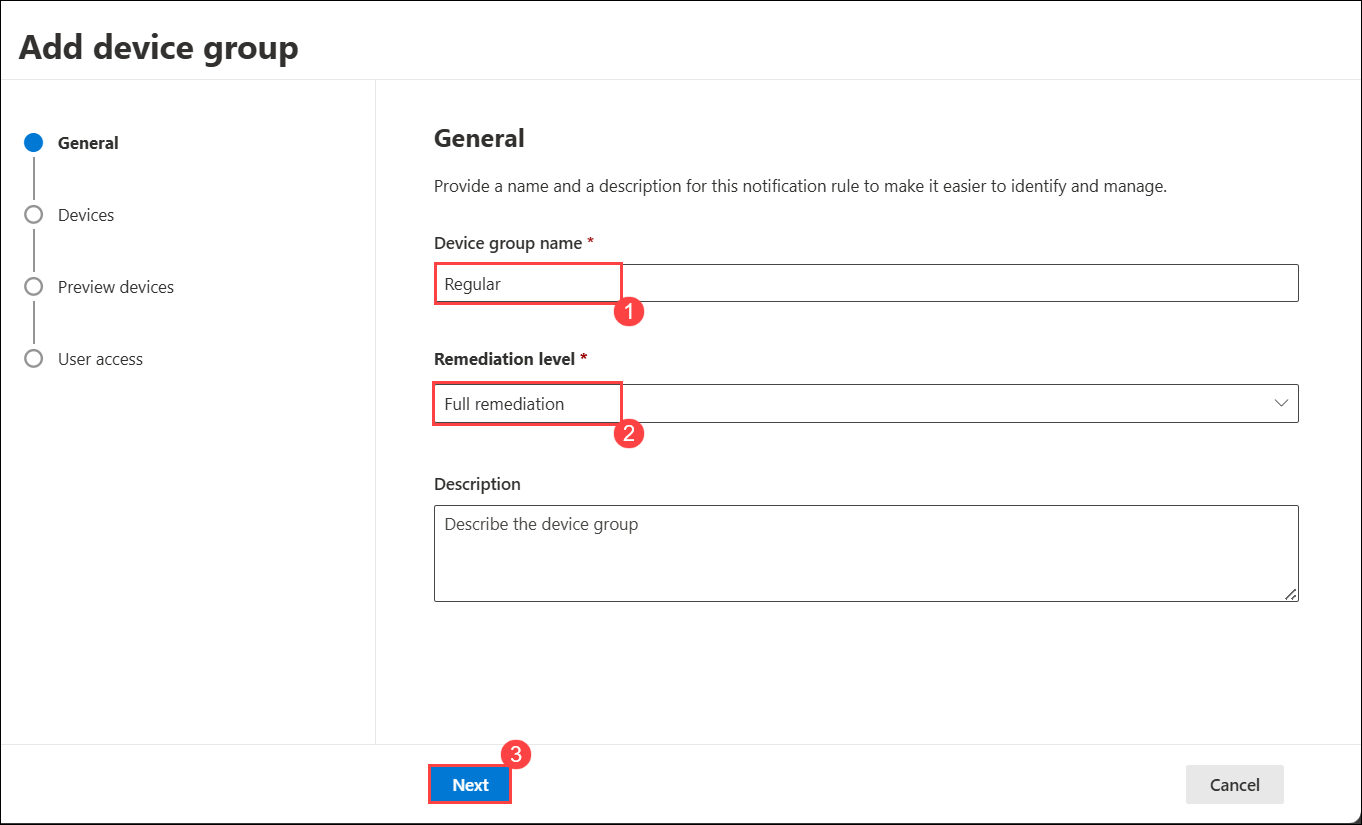 Add device group
General
Devices
Preview devices
User access
General
Provide a name and a description for this notification rule to make it easier to identify and manage.
Device group name *
Regular
1
Remediation level *
Full remediation
2
Description
Describe the device group
3
Next
Cancel